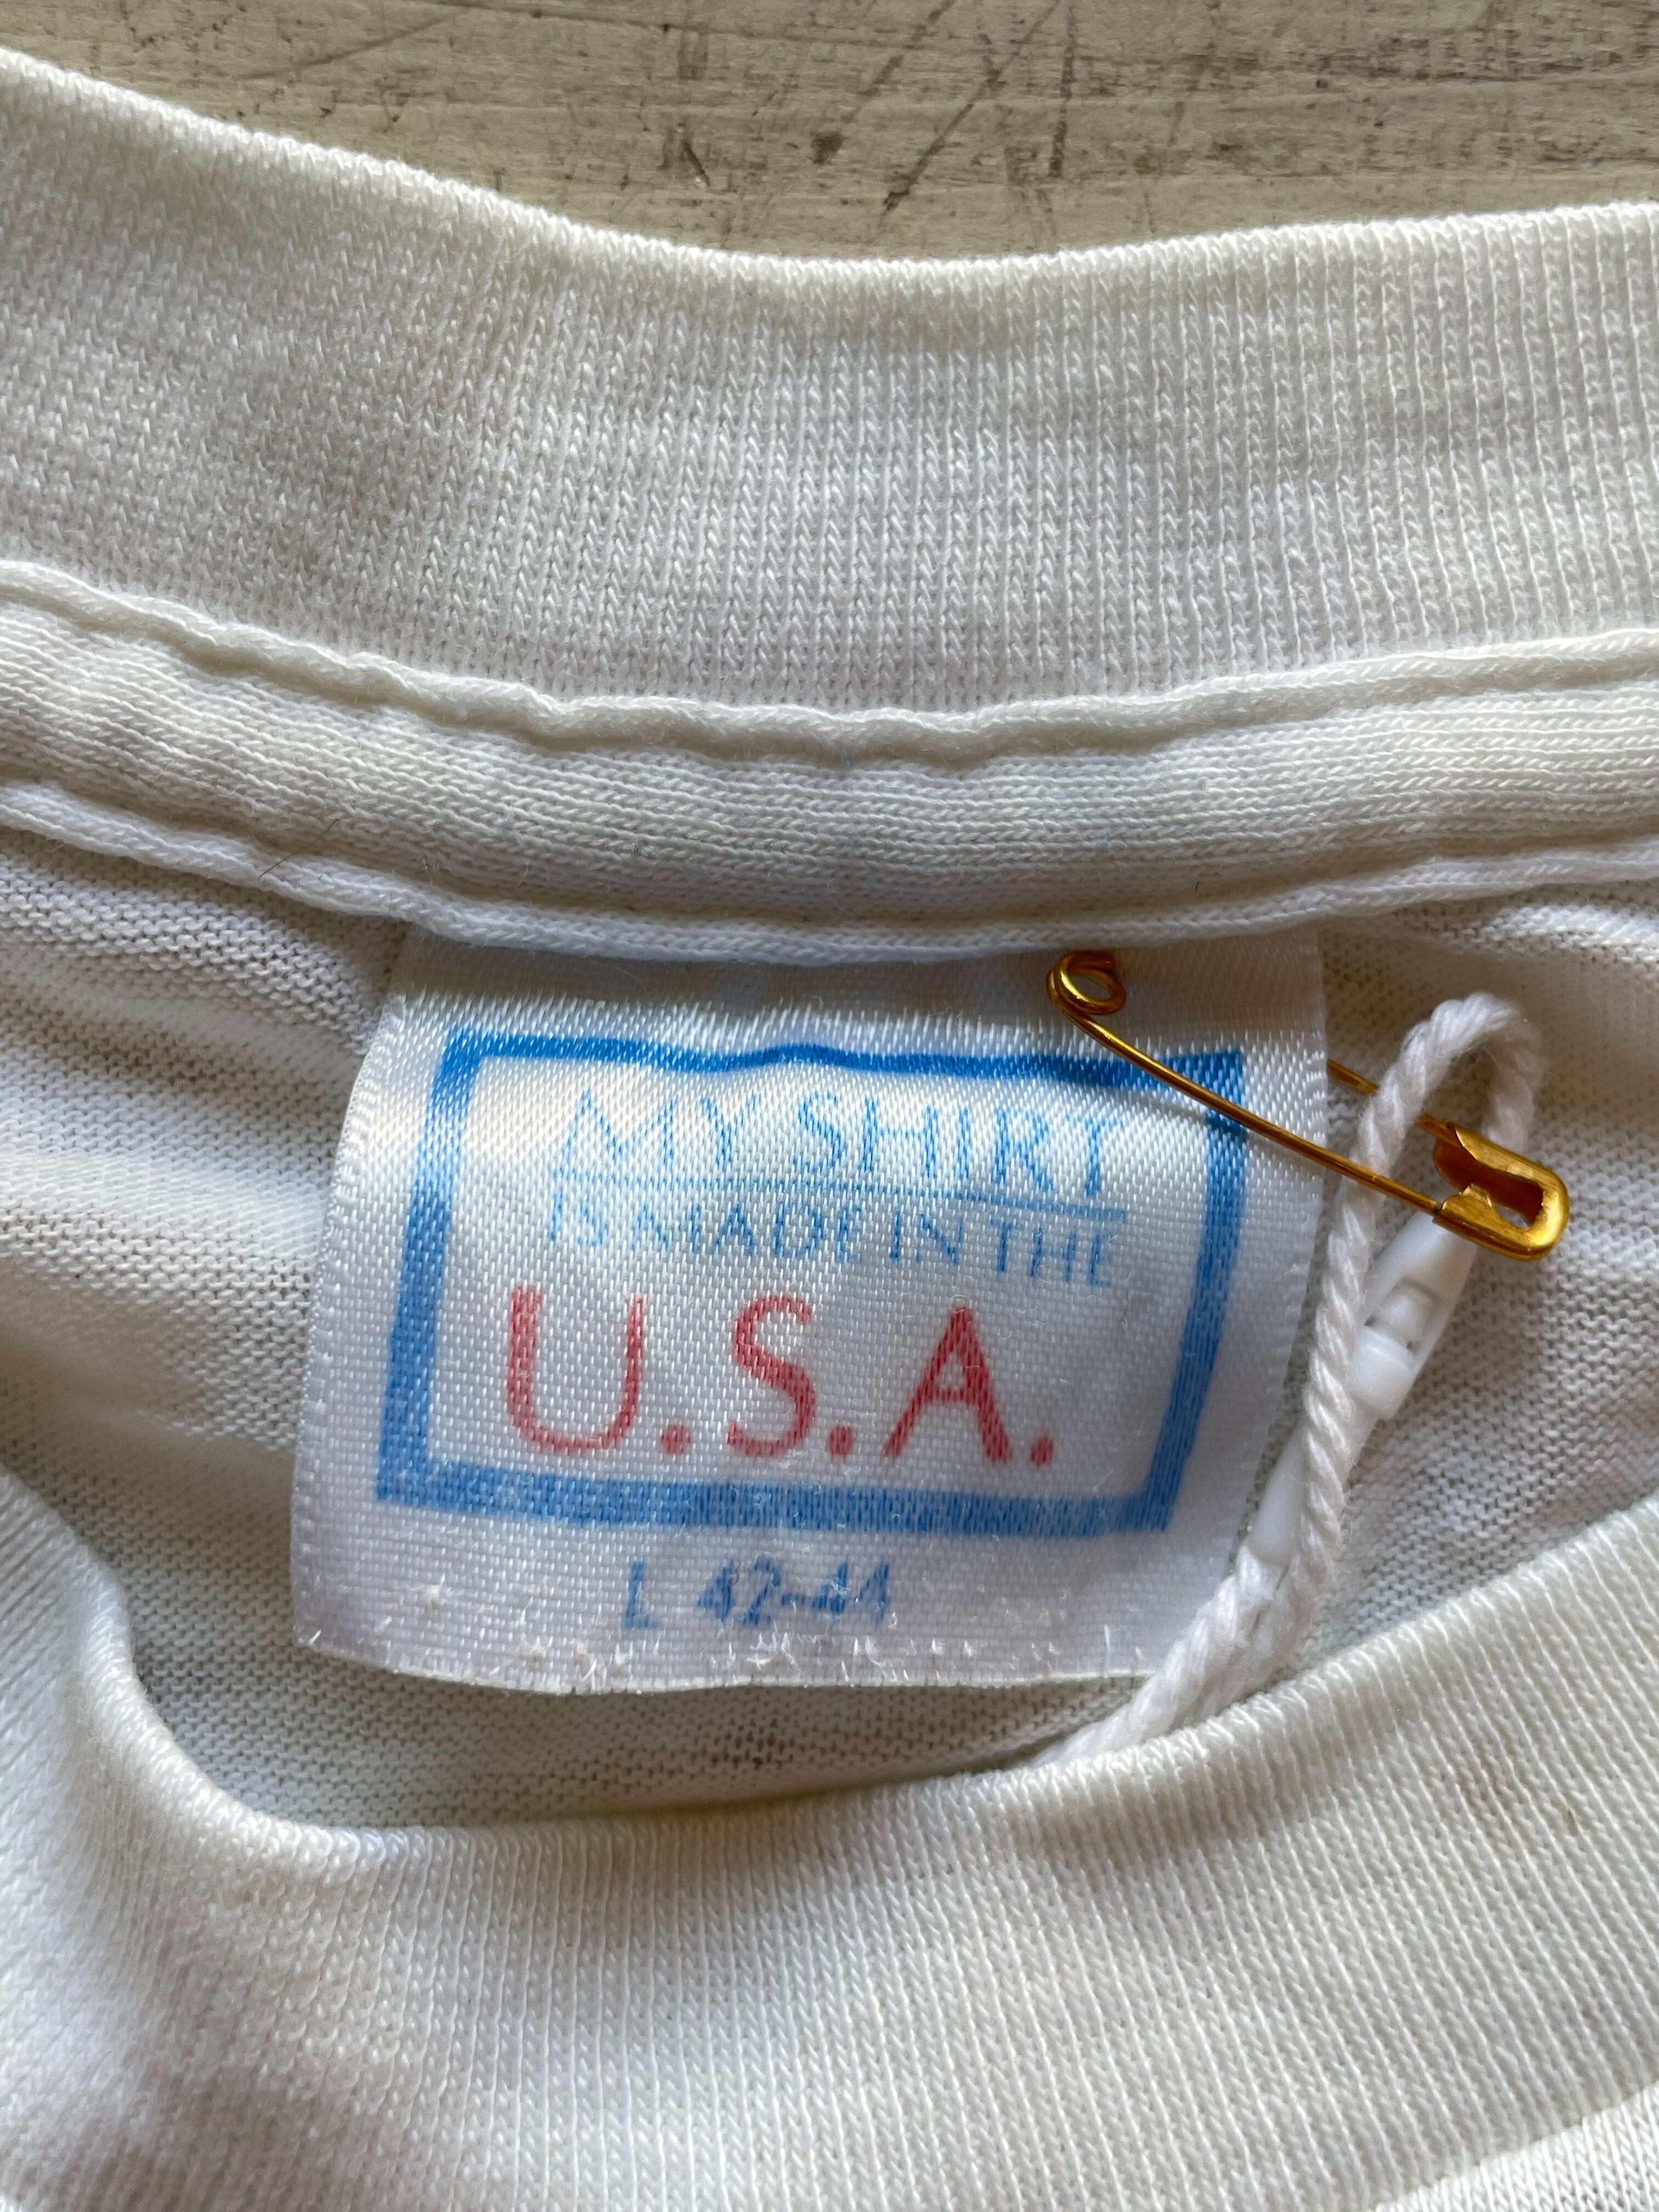 MY SHIRT
IS MADE IN THE
U.S.A.
L 42-44